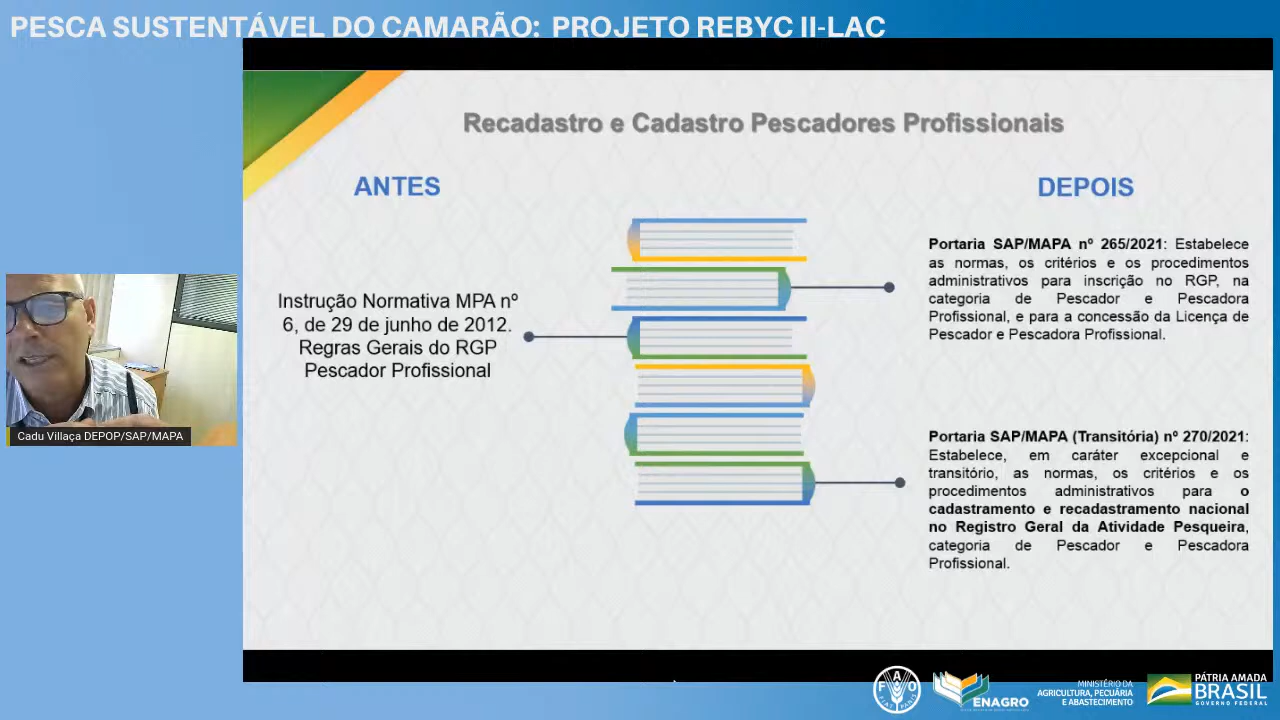 PESCA SUSTENTÁVEL DO CAMARÃO: PROJETO REBYC II-LAC
Recadastro e Cadastro Pescadores Profissionais
ANTES
Instrução Normativa MPA nº
6, de 29 de junho de 2012.
Regras Gerais do RGP
Pescador Profissional
DEPOIS
Portaria SAP/MAPA nº 265/2021: Estabelece
as normas, os critérios e os procedimentos
administrativos para inscrição no RGP, na
categoria de Pescador e Pescadora
Profissional, e para a concessão da Licença de
Pescador e Pescadora Profissional.
Portaria SAP/MAPA (Transitória) nº 270/2021:
Estabelece, em caráter excepcional e
transitório, as normas, os critérios e os
procedimentos administrativos para o
cadastramento e recadastramento nacional
no Registro Geral da Atividade Pesqueira,
categoria de Pescador e Pescadora
Profissional.
Cadu Villaça DEPOP/SAP/MAPA
FAO
ENAGRO
MINISTÉRIO DA
AGRICULTURA, PECUÁRIA
E ABASTECIMENTO
PÁTRIA AMADA
BRASIL
GOVERNO FEDERAL